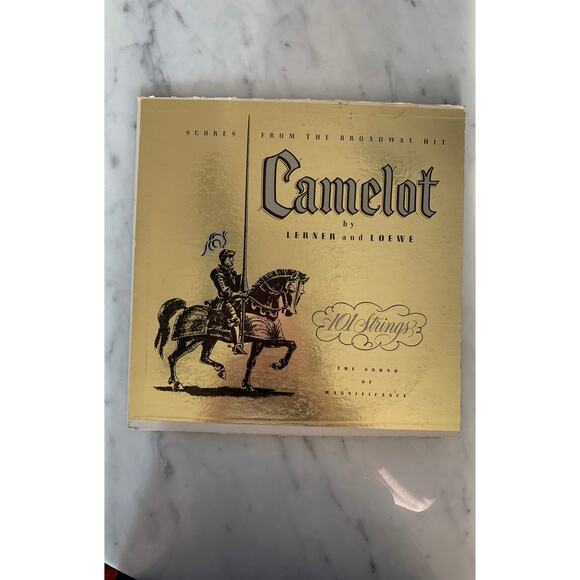 SCORES FROM THE BROADWAY HIT
Camelot
by
LERNER and LOEWE
101 Strings
THE SOUND
OF
MAGNIFICENCE